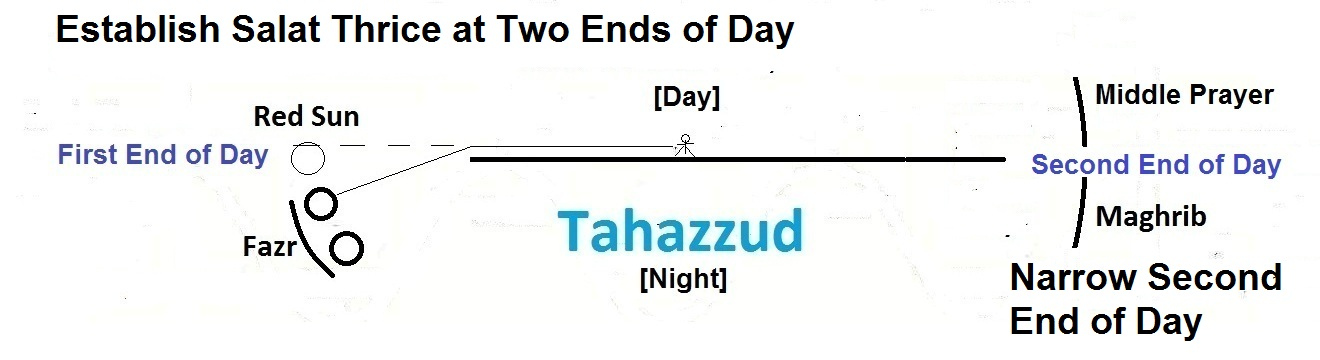 Establish Salat Thrice at Two Ends of Day
[Day]
Middle Prayer
Red Sun
First End of Day
Second End of Day
Tahazzud
Maghrib
Fazr
[Night]
Narrow Second
End of Day